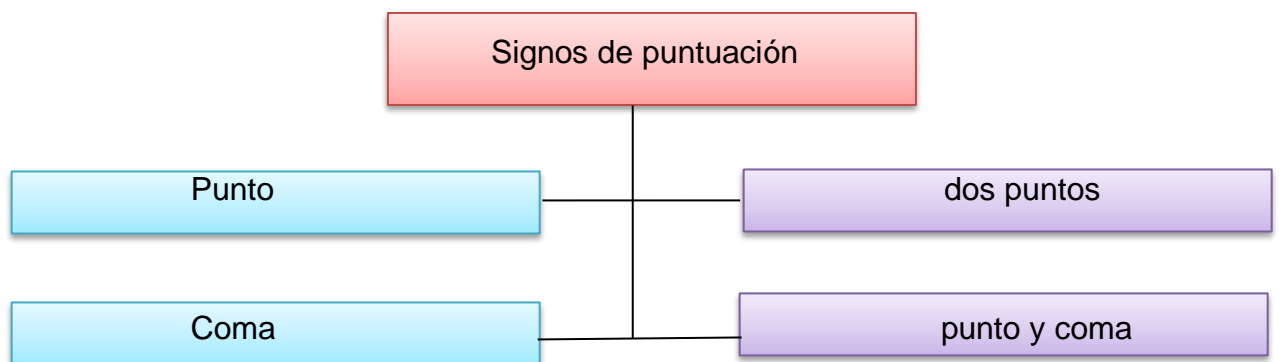 Signos de puntuación
Punto
dos puntos
Coma
punto y coma